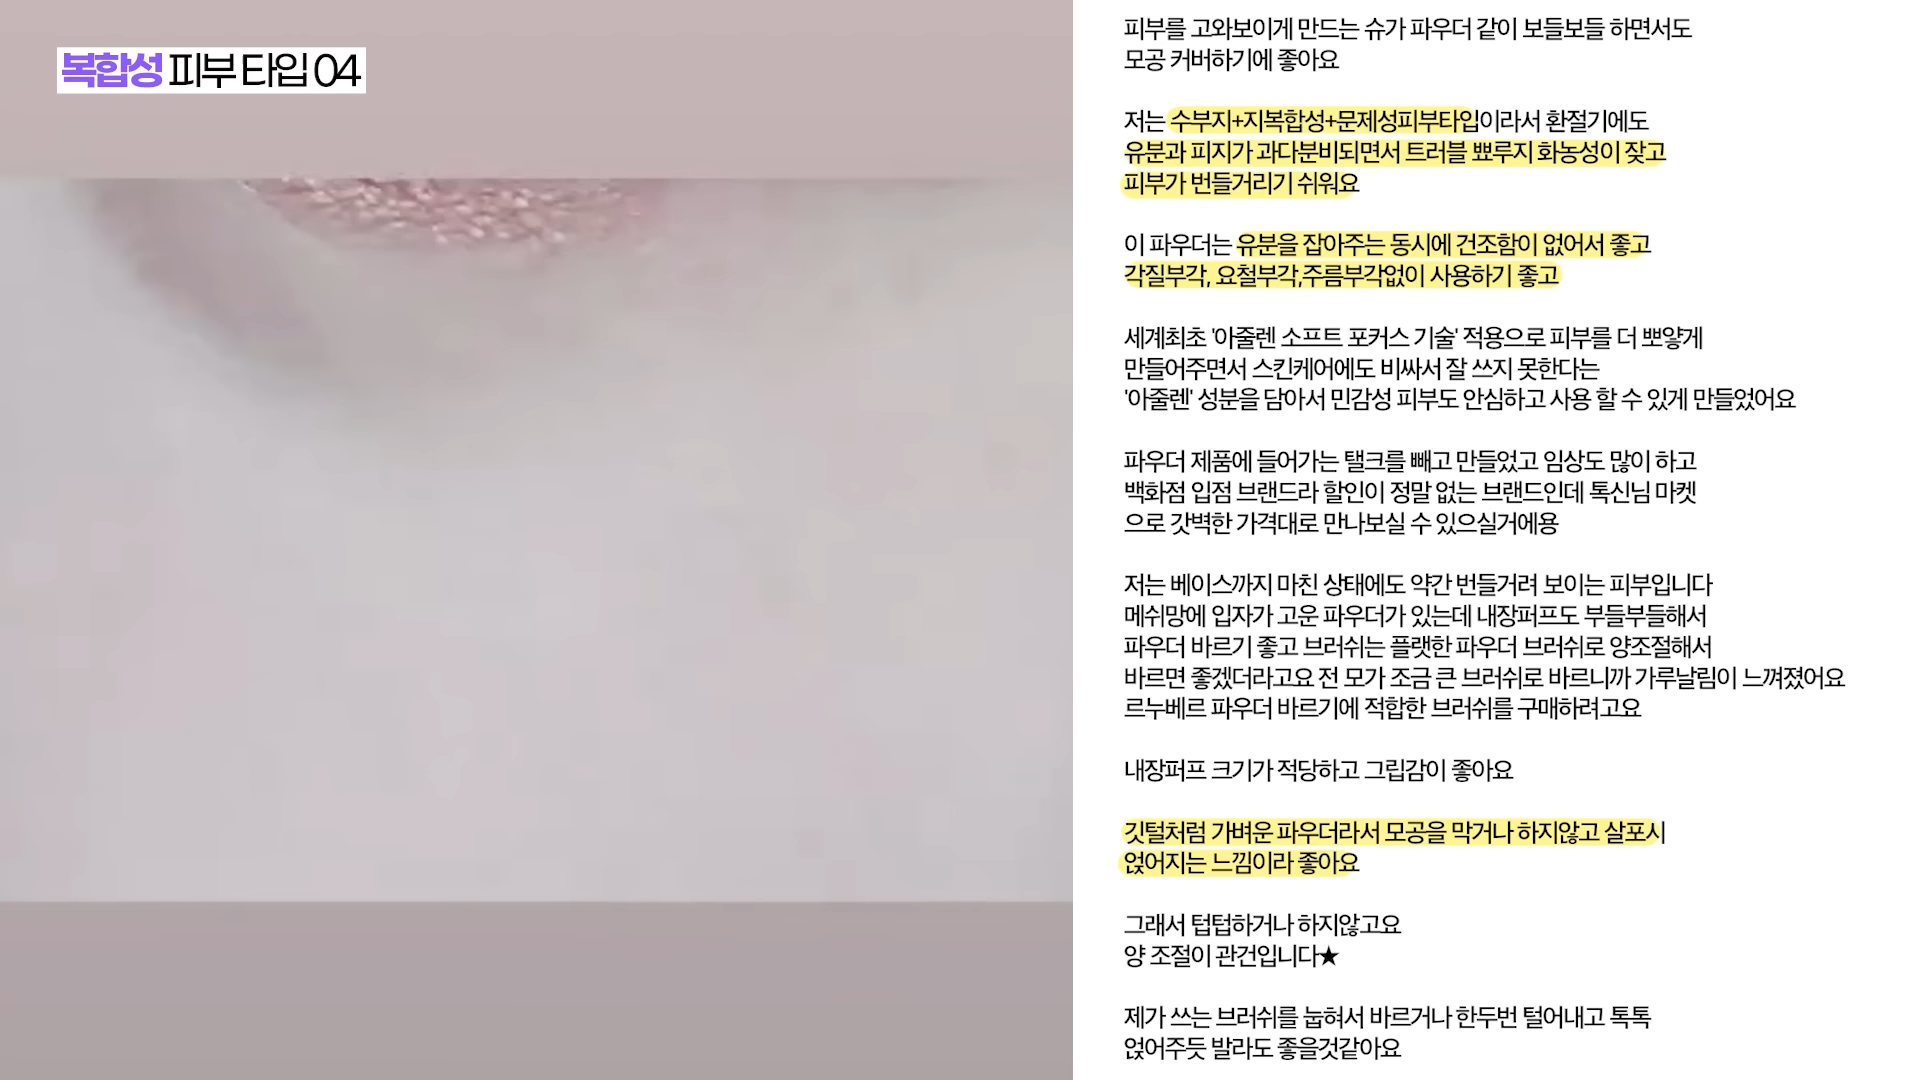 복합성 피부 타입 04
피부를 고와보이게 만드는 슈가 파우더 같이 보들보들 하면서도
모공 커버하기에 좋아요
저는 수부지+지복합성+문제성피부타입이라서 환절기에도
유분과 피지가 과다분비되면서 트러블 뾰루지 화농성이 잦고
피부가 번들거리기 쉬워요
이 파우더는 유분을 잡아주는 동시에 건조함이 없어서 좋고
각질부각, 요철부각,주름부각없이 사용하기 좋고
세계최초 '아줄렌 소프트 포커스 기술' 적용으로 피부를 더 뽀얗게
만들어주면서 스킨케어에도 비싸서 잘 쓰지 못한다는
'아줄렌' 성분을 담아서 민감성 피부도 안심하고 사용 할 수 있게 만들었어요
파우더 제품에 들어가는 탤크를 빼고 만들었고 임상도 많이 하고
백화점 입점 브랜드라 할인이 정말 없는 브랜드인데 톡신님 마켓
으로 갓벽한 가격대로 만나보실 수 있으실거에용
저는 베이스까지 마친 상태에도 약간 번들거려 보이는 피부입니다
메쉬망에 입자가 고운 파우더가 있는데 내장퍼프도 부들부들해서
파우더 바르기 좋고 브러쉬는 플랫한 파우더 브러쉬로 양조절해서
바르면 좋겠더라고요 전 모가 조금 큰 브러쉬로 바르니까 가루날림이 느껴졌어요
르누베르 파우더 바르기에 적합한 브러쉬를 구매하려고요
내장퍼프 크기가 적당하고 그립감이 좋아요
깃털처럼 가벼운 파우더라서 모공을 막거나 하지않고 살포시
얹어지는 느낌이라 좋아요
그래서 텁텁하거나 하지않고요
양 조절이 관건입니다★
제가 쓰는 브러쉬를 눕혀서 바르거나 한두번 털어내고 톡톡
얹어주듯 발라도 좋을것같아요